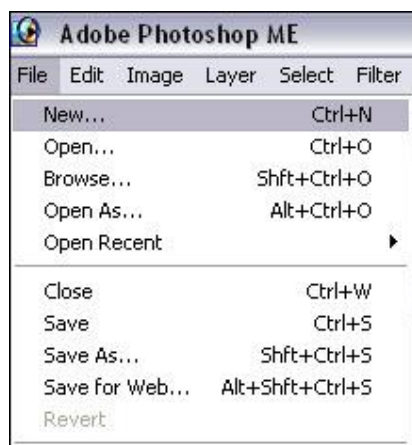 Adobe Photoshop ME
File Edit Image Layer Select Filter
New... Ctrl+N
Open... Ctrl+O
Browse... Shft+Ctrl+O
Open As... Alt+Ctrl+O
Open Recent
Close Ctrl+W
Save Ctrl+S
Save As... Shft+Ctrl+S
Save for Web... Alt+Shft+Ctrl+S
Revert